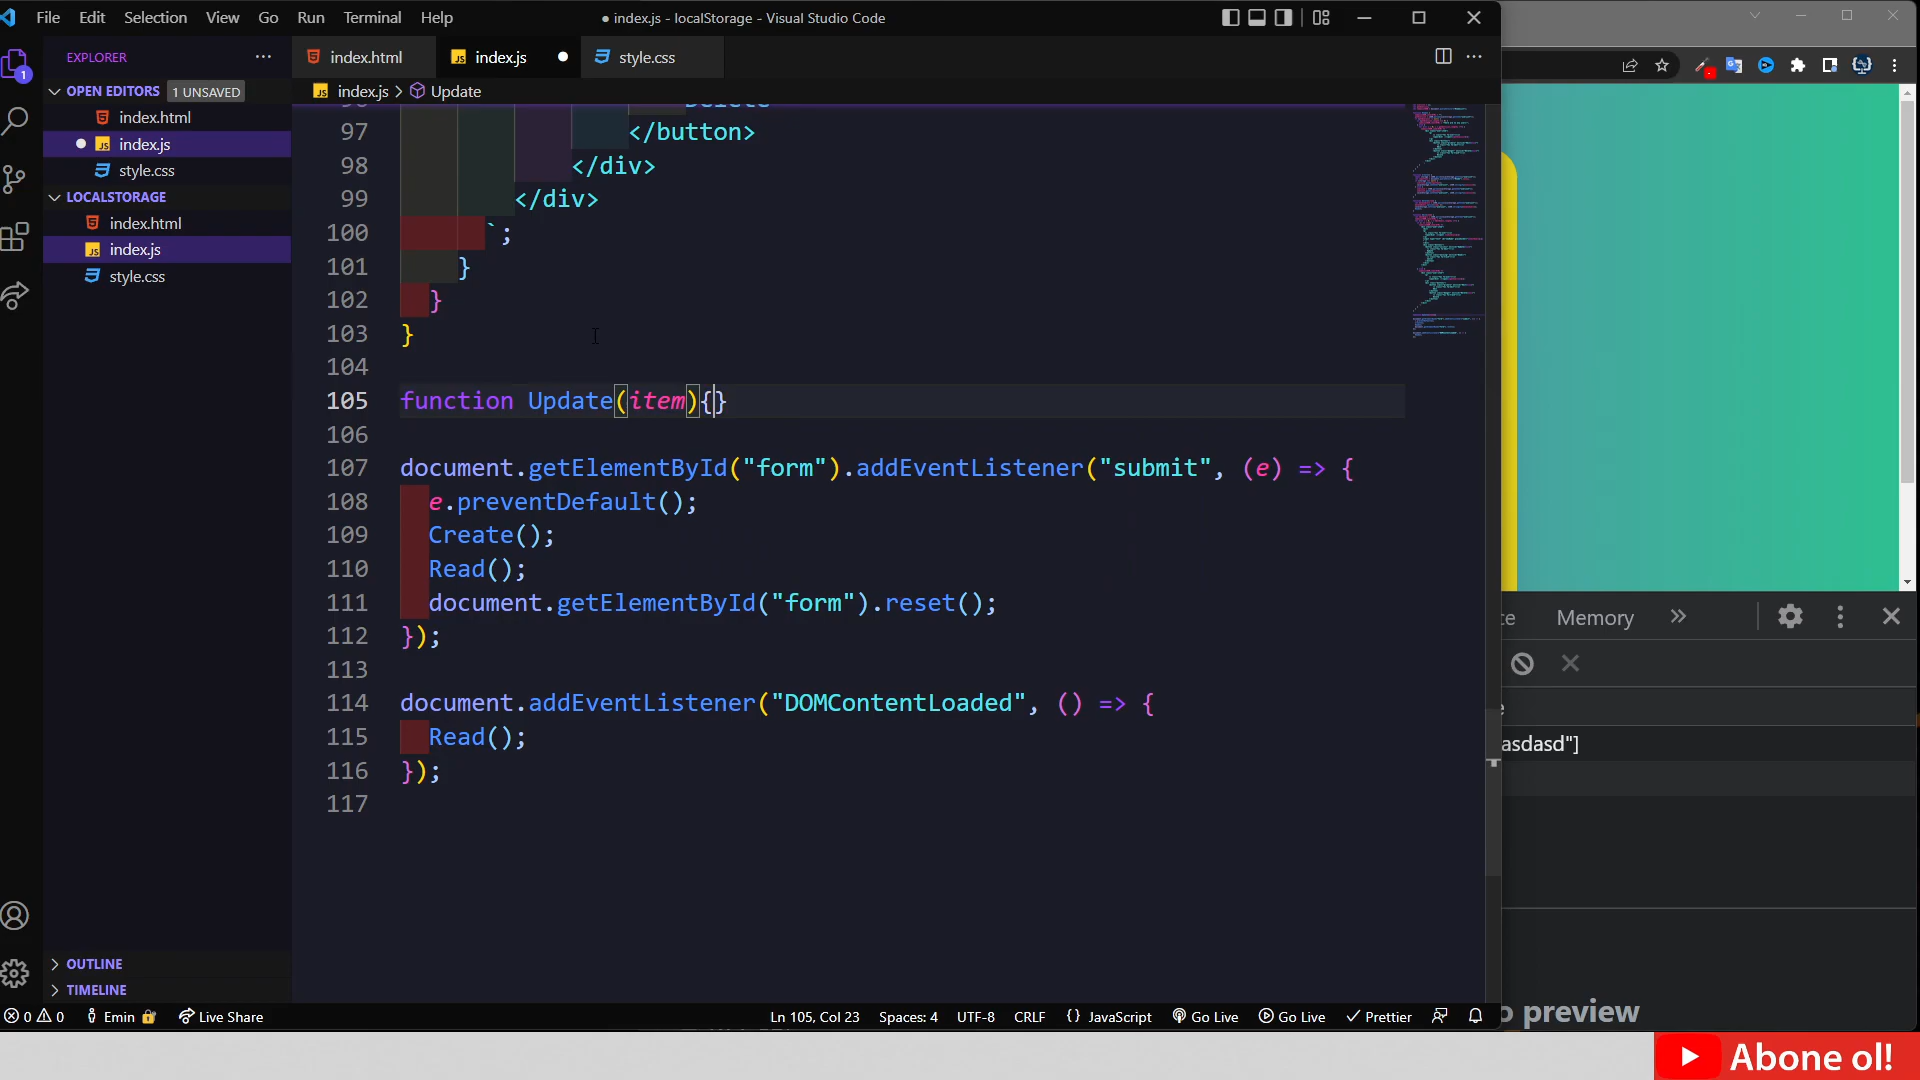 File Edit Selection View Go Run Terminal Help
● index.js - localStorage - Visual Studio Code
EXPLORER
OPEN EDITORS 1 UNSAVED
index.html
index.js
style.css
LOCALSTORAGE
index.html
index.js
style.css
OUTLINE
TIMELINE
index.html
index.js
style.css
index.js > Update
97 </button>
98 </div>
99 </div>
100 `;
101 }
102 }
103 }
104
105 function Update(item){}
106
107 document.getElementById("form").addEventListener("submit", (e) => {
108 e.preventDefault();
109 Create();
110 Read();
111 document.getElementById("form").reset();
112 });
113
114 document.addEventListener("DOMContentLoaded", () => {
115 Read();
116 });
117
1
Memory
asdasd"]
preview
0 0 Emin Live Share
Ln 105, Col 23 Spaces: 4 UTF-8 CRLF {} JavaScript Go Live Go Live Prettier
Abone ol!